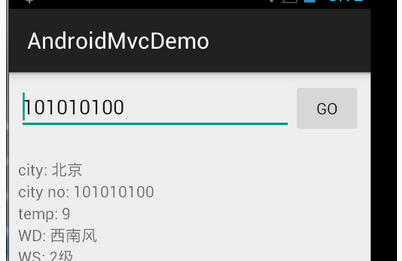 AndroidMvcDemo
101010100
GO
city: 北京
city no: 101010100
temp: 9
WD: 西南风
WS: 2级